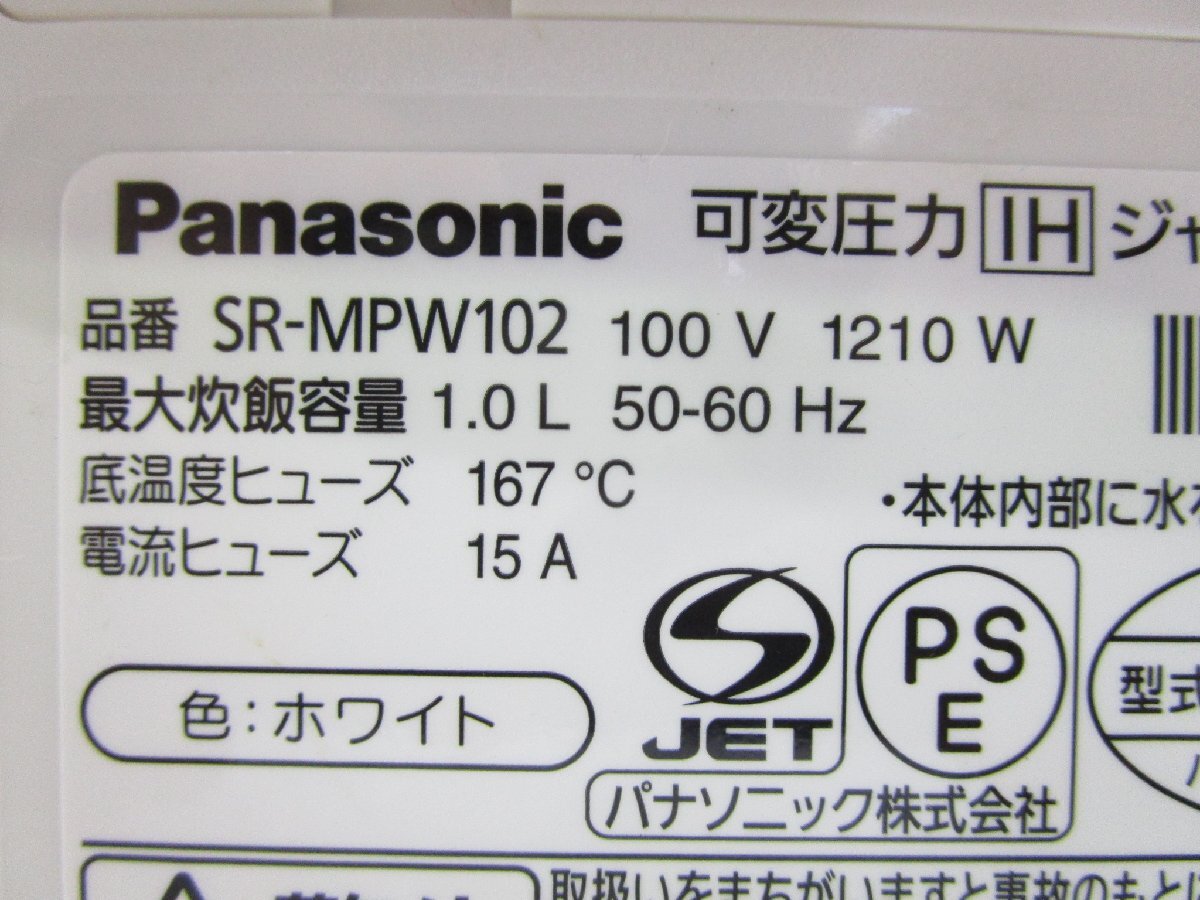 Panasonic 可変圧力 IH ジャ
品番 SR-MPW102 100 V 1210 W
最大炊飯容量 1.0 L 50-60 Hz
底温度ヒューズ 167 °C
・本体内部に水
電流ヒューズ 15 A
JET
PS
E
型式
色：ホワイト
パナソニック株式会社
取扱いをまちがいますと事故のもとに